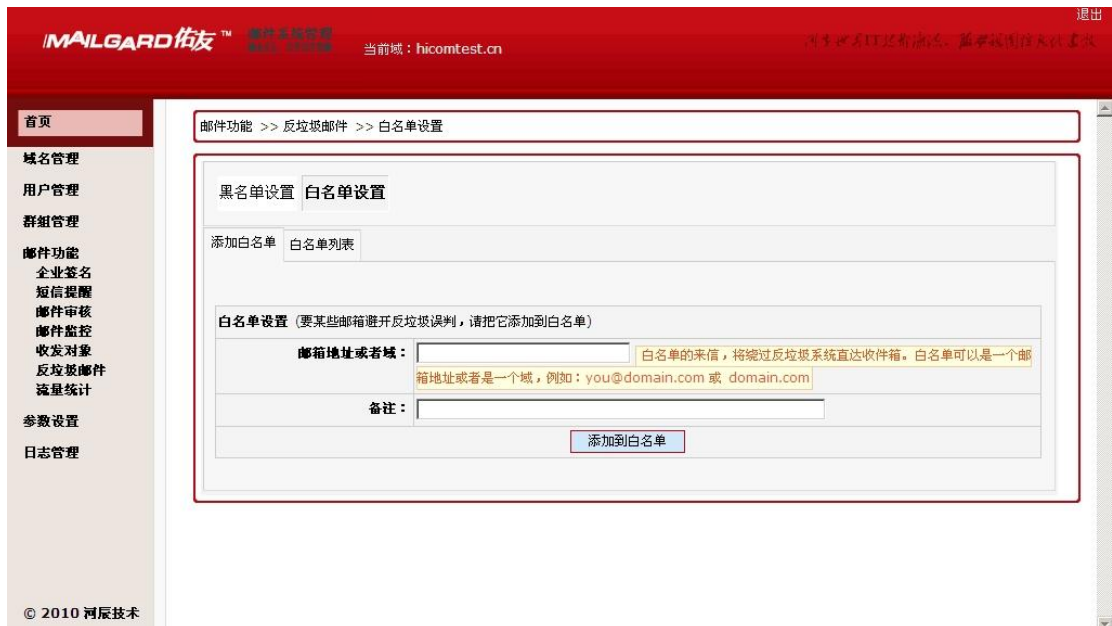 退出
MAILGARD佑友™
当前域：hicomtest.cn
首页
域名管理
用户管理
群组管理
邮件功能
企业签名
短信提醒
邮件审核
邮件监控
收发对象
反垃圾邮件
流量统计
参数设置
日志管理
© 2010 河辰技术
邮件功能 >> 反垃圾邮件 >> 白名单设置
黑名单设置 白名单设置
添加白名单 白名单列表
白名单设置 (要某些邮箱避开反垃圾误判，请把它添加到白名单)
邮箱地址或者域： 白名单的来信，将绕过反垃圾系统直达收件箱。白名单可以是一个邮
箱地址或者是一个域，例如：you@domain.com 或 domain.com
备注：
添加到白名单